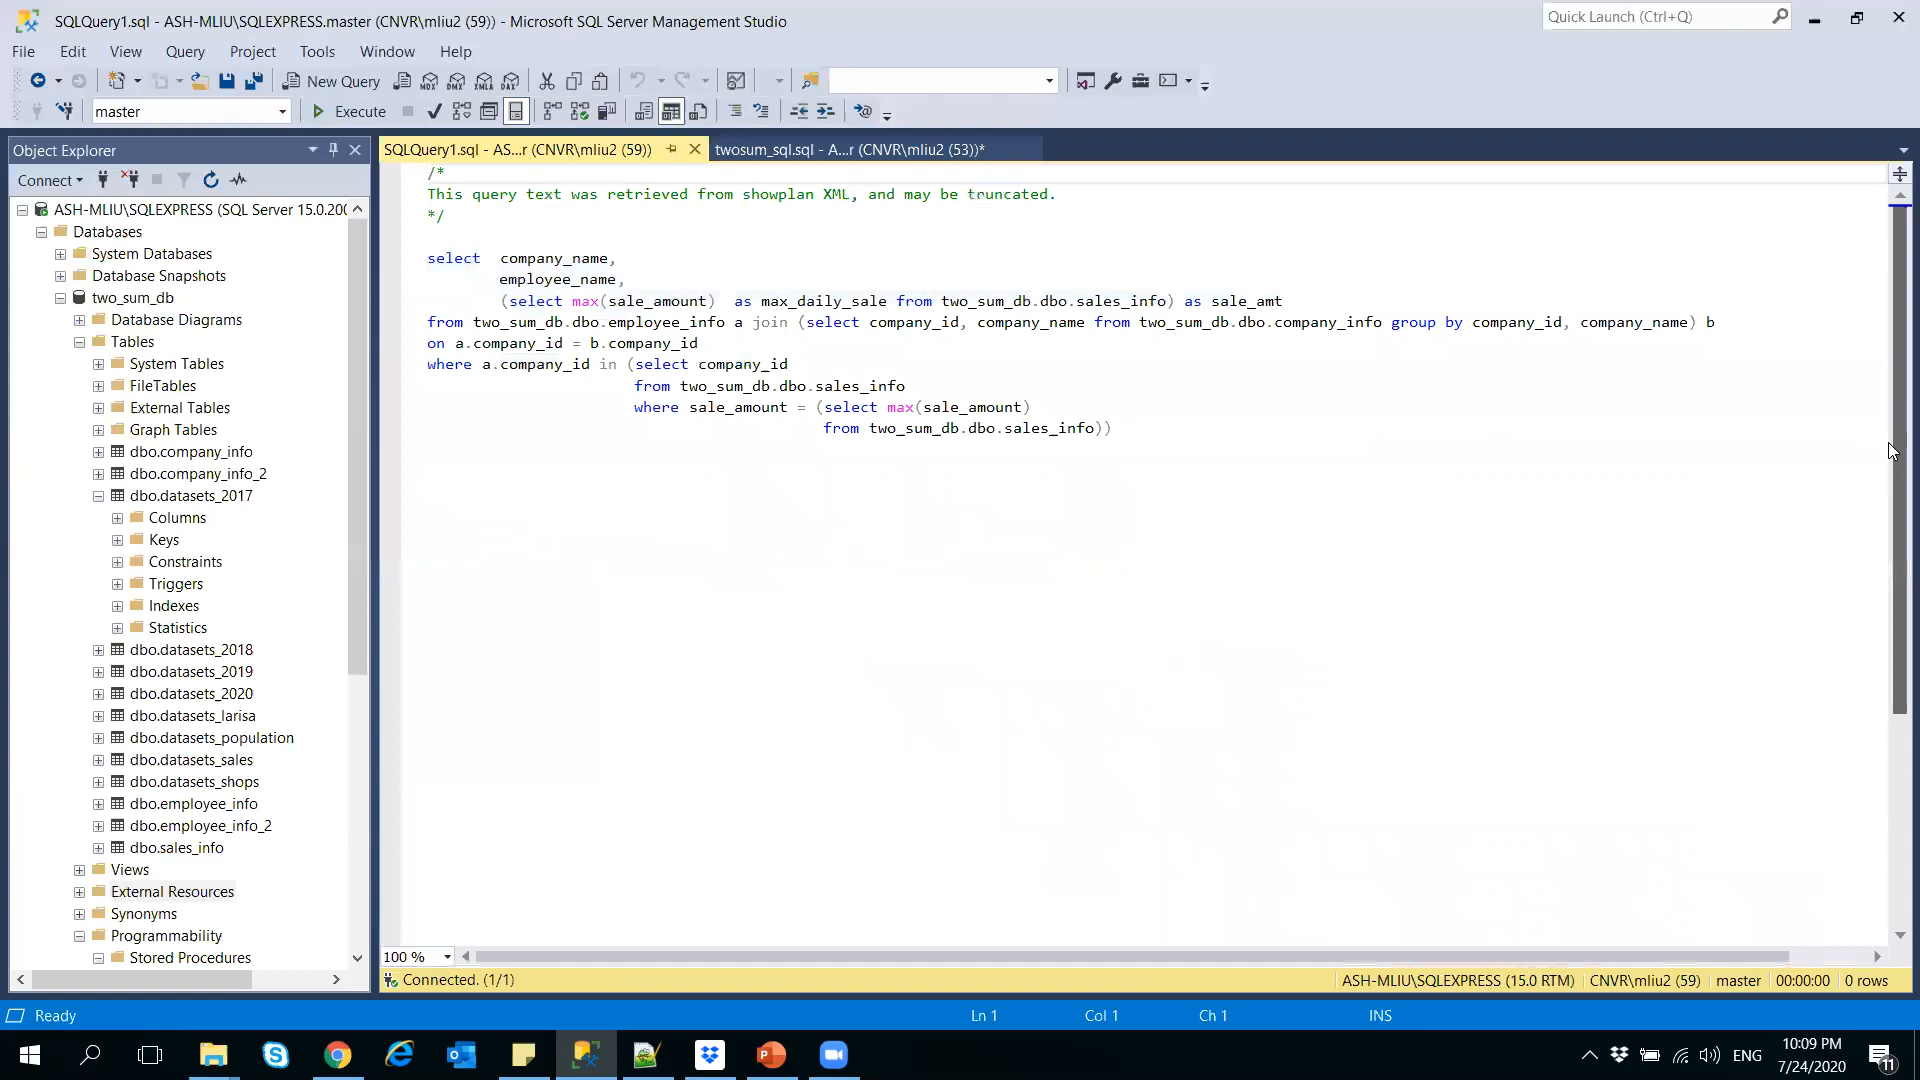 SQLQuery1.sql - ASH-MLIU\SQLEXPRESS.master (CNVR\mliu2 (59)) - Microsoft SQL Server Management Studio
Quick Launch (Ctrl+Q)
File Edit View Query Project Tools Window Help
New Query
MDX DMX XMLA DAX
master
Execute
Object Explorer
SQLQuery1.sql - AS...r (CNVR\mliu2 (59))
twosum_sql.sql - A...r (CNVR\mliu2 (53))*
Connect
ASH-MLIU\SQLEXPRESS (SQL Server 15.0.200
Databases
System Databases
Database Snapshots
two_sum_db
Database Diagrams
Tables
System Tables
FileTables
External Tables
Graph Tables
dbo.company_info
dbo.company_info_2
dbo.datasets_2017
Columns
Keys
Constraints
Triggers
Indexes
Statistics
dbo.datasets_2018
dbo.datasets_2019
dbo.datasets_2020
dbo.datasets_larisa
dbo.datasets_population
dbo.datasets_sales
dbo.datasets_shops
dbo.employee_info
dbo.employee_info_2
dbo.sales_info
Views
External Resources
Synonyms
Programmability
Stored Procedures
/*
This query text was retrieved from showplan XML, and may be truncated.
*/
select company_name,
employee_name,
(select max(sale_amount) as max_daily_sale from two_sum_db.dbo.sales_info) as sale_amt
from two_sum_db.dbo.employee_info a join (select company_id, company_name from two_sum_db.dbo.company_info group by company_id, company_name) b
on a.company_id = b.company_id
where a.company_id in (select company_id
from two_sum_db.dbo.sales_info
where sale_amount = (select max(sale_amount)
from two_sum_db.dbo.sales_info))
100 %
Connected. (1/1)
ASH-MLIU\SQLEXPRESS (15.0 RTM) CNVR\mliu2 (59) master 00:00:00 0 rows
Ready
Ln 1 Col 1 Ch 1 INS
ENG
10:09 PM
7/24/2020
11